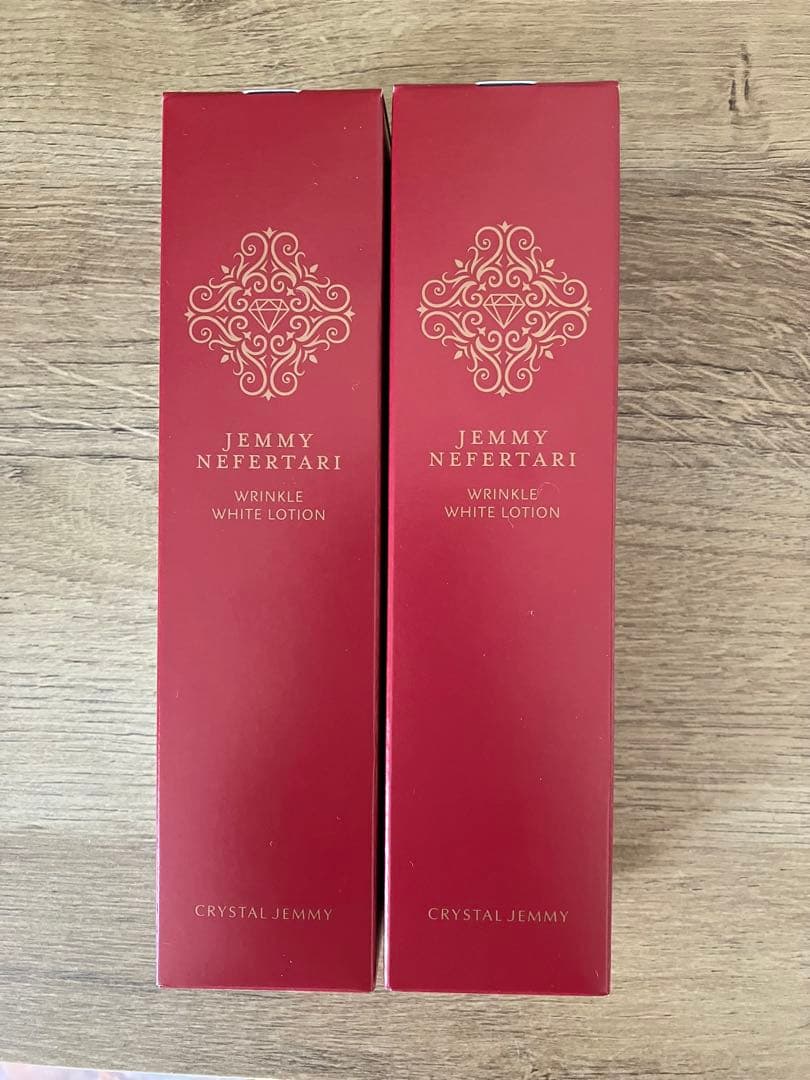 JEMMY
NEFERTARI
WRINKLE
WHITE LOTION
CRYSTAL JEMMY
JEMMY
NEFERTARI
WRINKLE
WHITE LOTION
CRYSTAL JEMMY